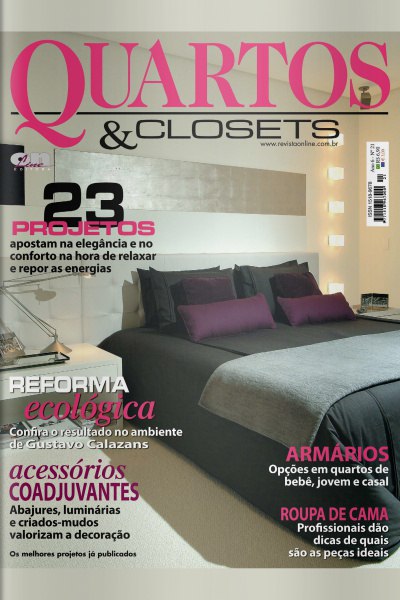 QUARTOS
& CLOSETS
www.revistaonline.com.br
On Line
EDITORA
23
PROJETOS
apostam na elegância e no
conforto na hora de relaxar
e repor as energias
REFORMA
ecológica
Confira o resultado no ambiente
de Gustavo Calazans
acessórios
COADJUVANTES
Abajures, luminárias
e criados-mudos
valorizam a decoração
Os melhores projetos já publicados
ARMÁRIOS
Opções em quartos de
bebê, jovem e casal
ROUPA DE CAMA
Profissionais dão
dicas de quais
são as peças ideais